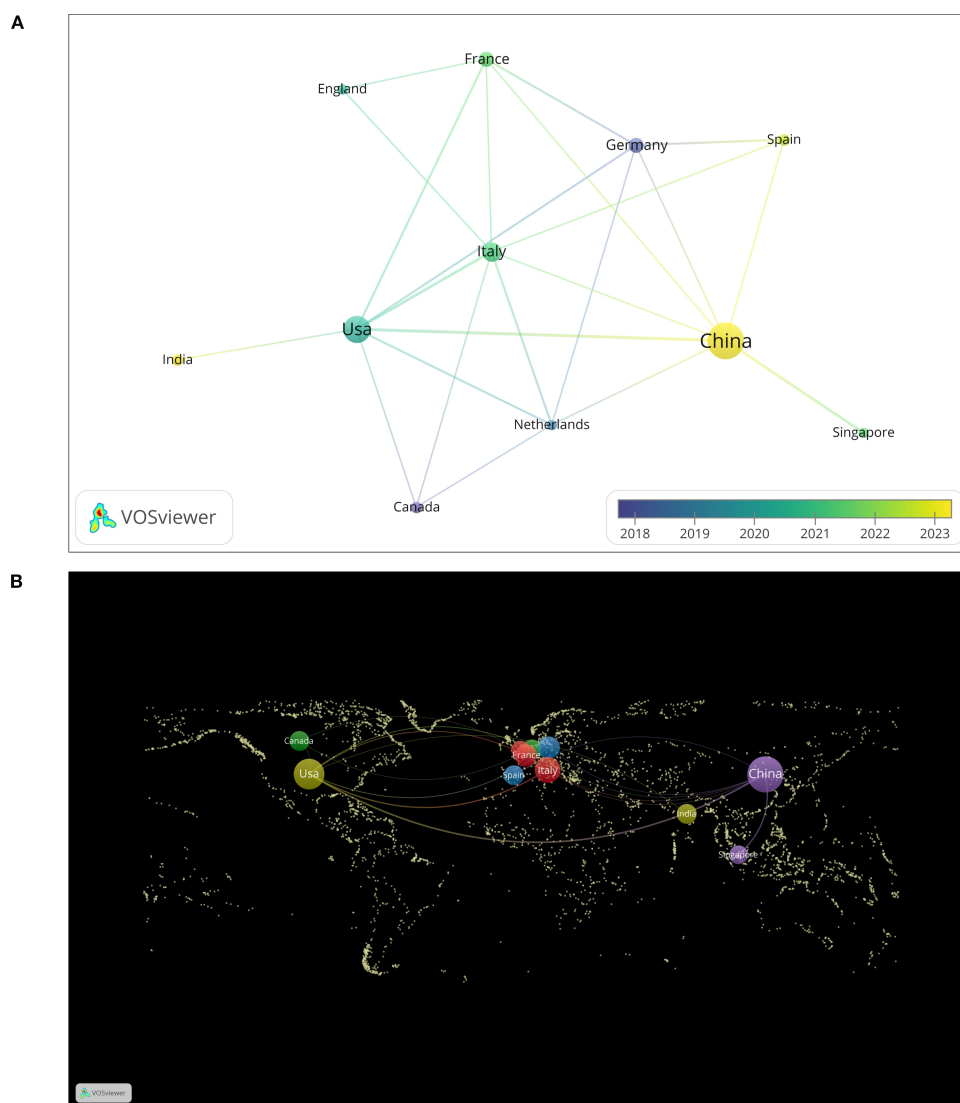 A
France
England
Germany
Spain
Italy
Usa
China
India
Netherlands
Singapore
Canada
VOSviewer
2018 2019 2020 2021 2022 2023
B
Canada
France
Usa
Spain
Italy
China
India
Singapore
VOSviewer